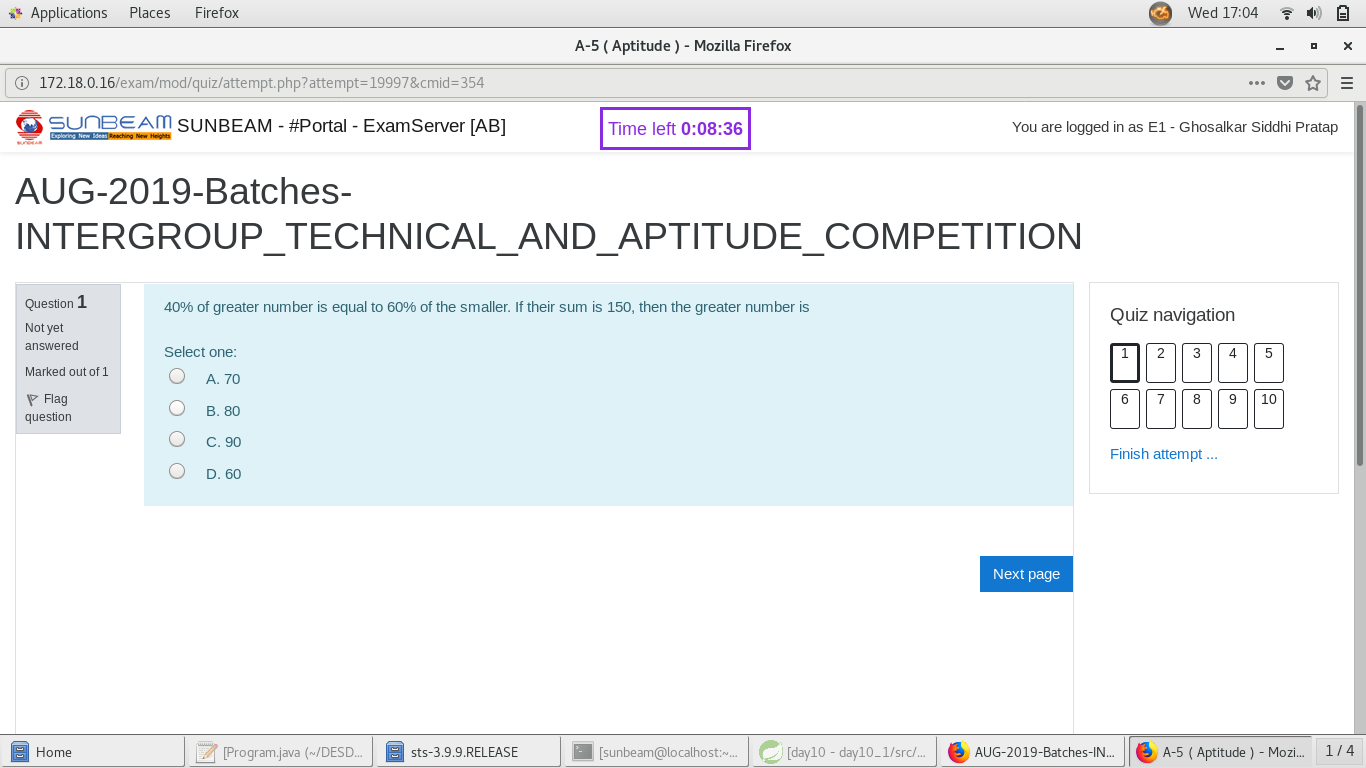 Applications Places Firefox Wed 17:04
A-5 ( Aptitude ) - Mozilla Firefox
172.18.0.16/exam/mod/quiz/attempt.php?attempt=19997&cmid=354
SUNBEAM SUNBEAM - #Portal - ExamServer [AB] Time left 0:08:36 You are logged in as E1 - Ghosalkar Siddhi Pratap
Exploring New Ideas Reaching New Heights
SUNBEAM
AUG-2019-Batches-
INTERGROUP_TECHNICAL_AND_APTITUDE_COMPETITION
Question 1
Not yet
answered
Marked out of 1
Flag
question
40% of greater number is equal to 60% of the smaller. If their sum is 150, then the greater number is
Select one:
A. 70
B. 80
C. 90
D. 60
Next page
Quiz navigation
1 2 3 4 5
6 7 8 9 10
Finish attempt ...
Home [Program.java (~/DESD... sts-3.9.9.RELEASE [sunbeam@localhost:~... [day10 - day10_1/src/... AUG-2019-Batches-IN... A-5 ( Aptitude ) - Mozi... 1 / 4